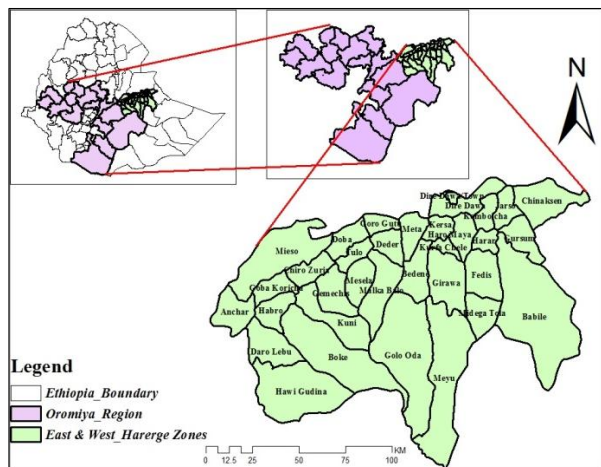 N
Dire Dawa Town
Dire Dawa
Jarso
Chinaksen
Kombolcha
Goro Gutu
Meta
Kersa
Haro Maya
Gursum
Doba
Deder
Kurfa Chele
Harar
Mieso
Tulo
Chiro Zuria
Mesela
Bedeno
Fedis
Goba Koricha
Gemechis
Malka Balo
Girawa
Anchar
Habro
Midega Tola
Babile
Kuni
Daro Lebu
Boke
Golo Oda
Meyu
Hawi Gudina
Legend
Ethiopia_Boundary
Oromiya_Region
East & West_Harerge Zones
KM
0 12.5 25 50 75 100